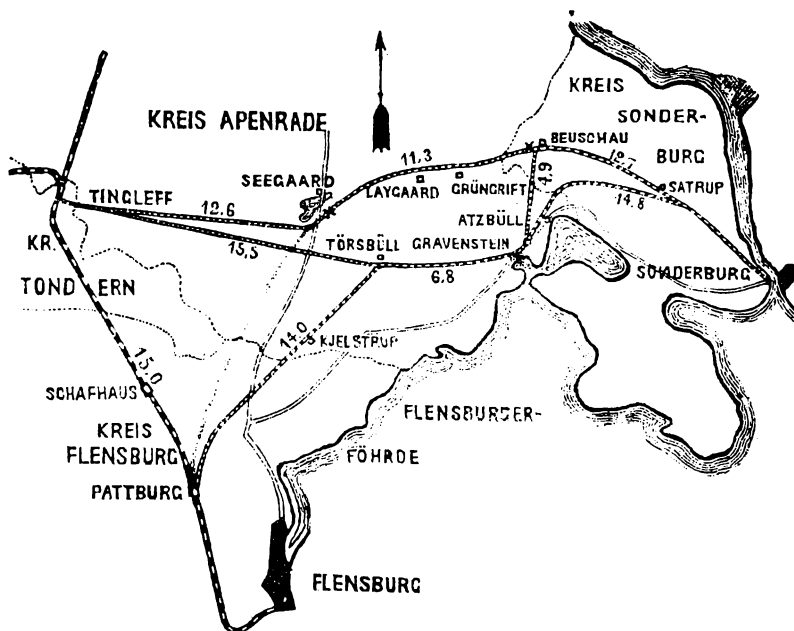 KREIS
SONDER-
BURG
KREIS APENRADE
BEUSCHAU
11,3
SEEGAARD
LAYGAARD
GRÜNGRIFT
4,9
SATRUP
TINGLEFF
12,6
14,8
ATZBÜLL
KR.
TONDERN
15,5
TÖRSBÜLL
GRAVENSTEIN
6,8
SONDERBURG
14,0
KJELSTRUP
15,0
SCHAFHAUS
FLENSBURGER-
FÖHRDE
KREIS
FLENSBURG
PATTBURG
FLENSBURG